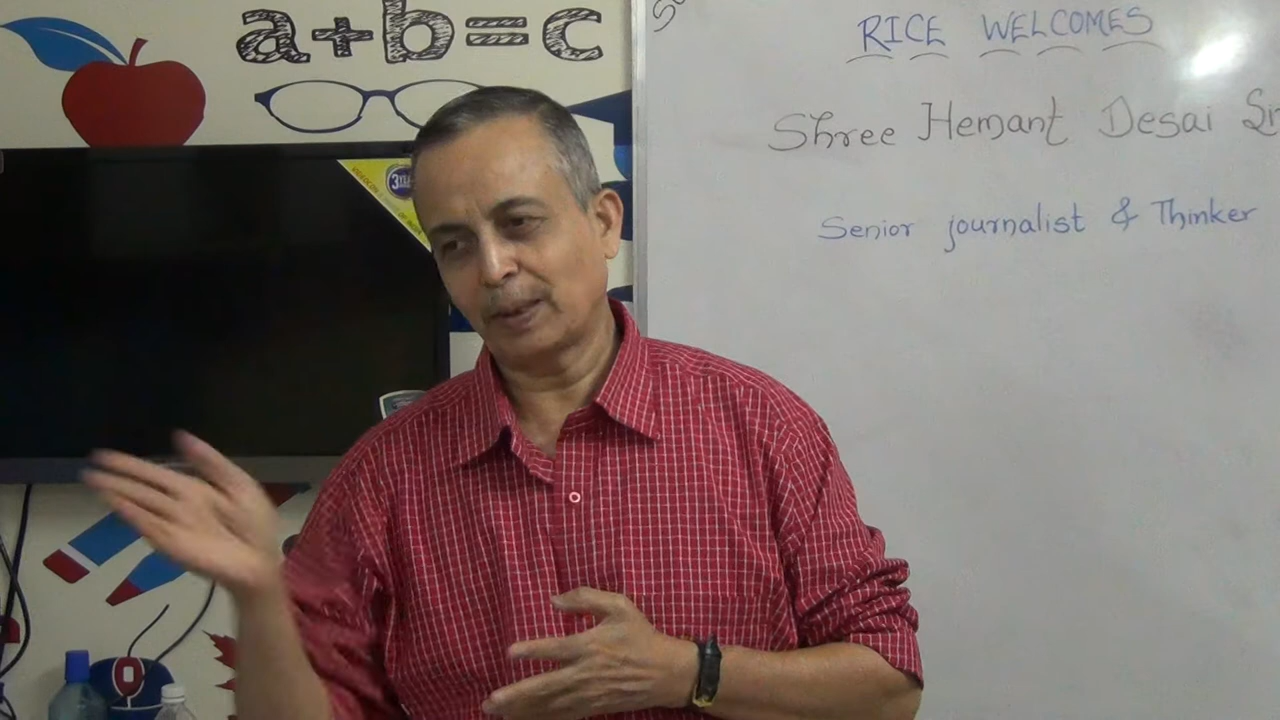 a+b=c
RICE WELCOMES
Shree Hemant Desai
Senior journalist & Thinker